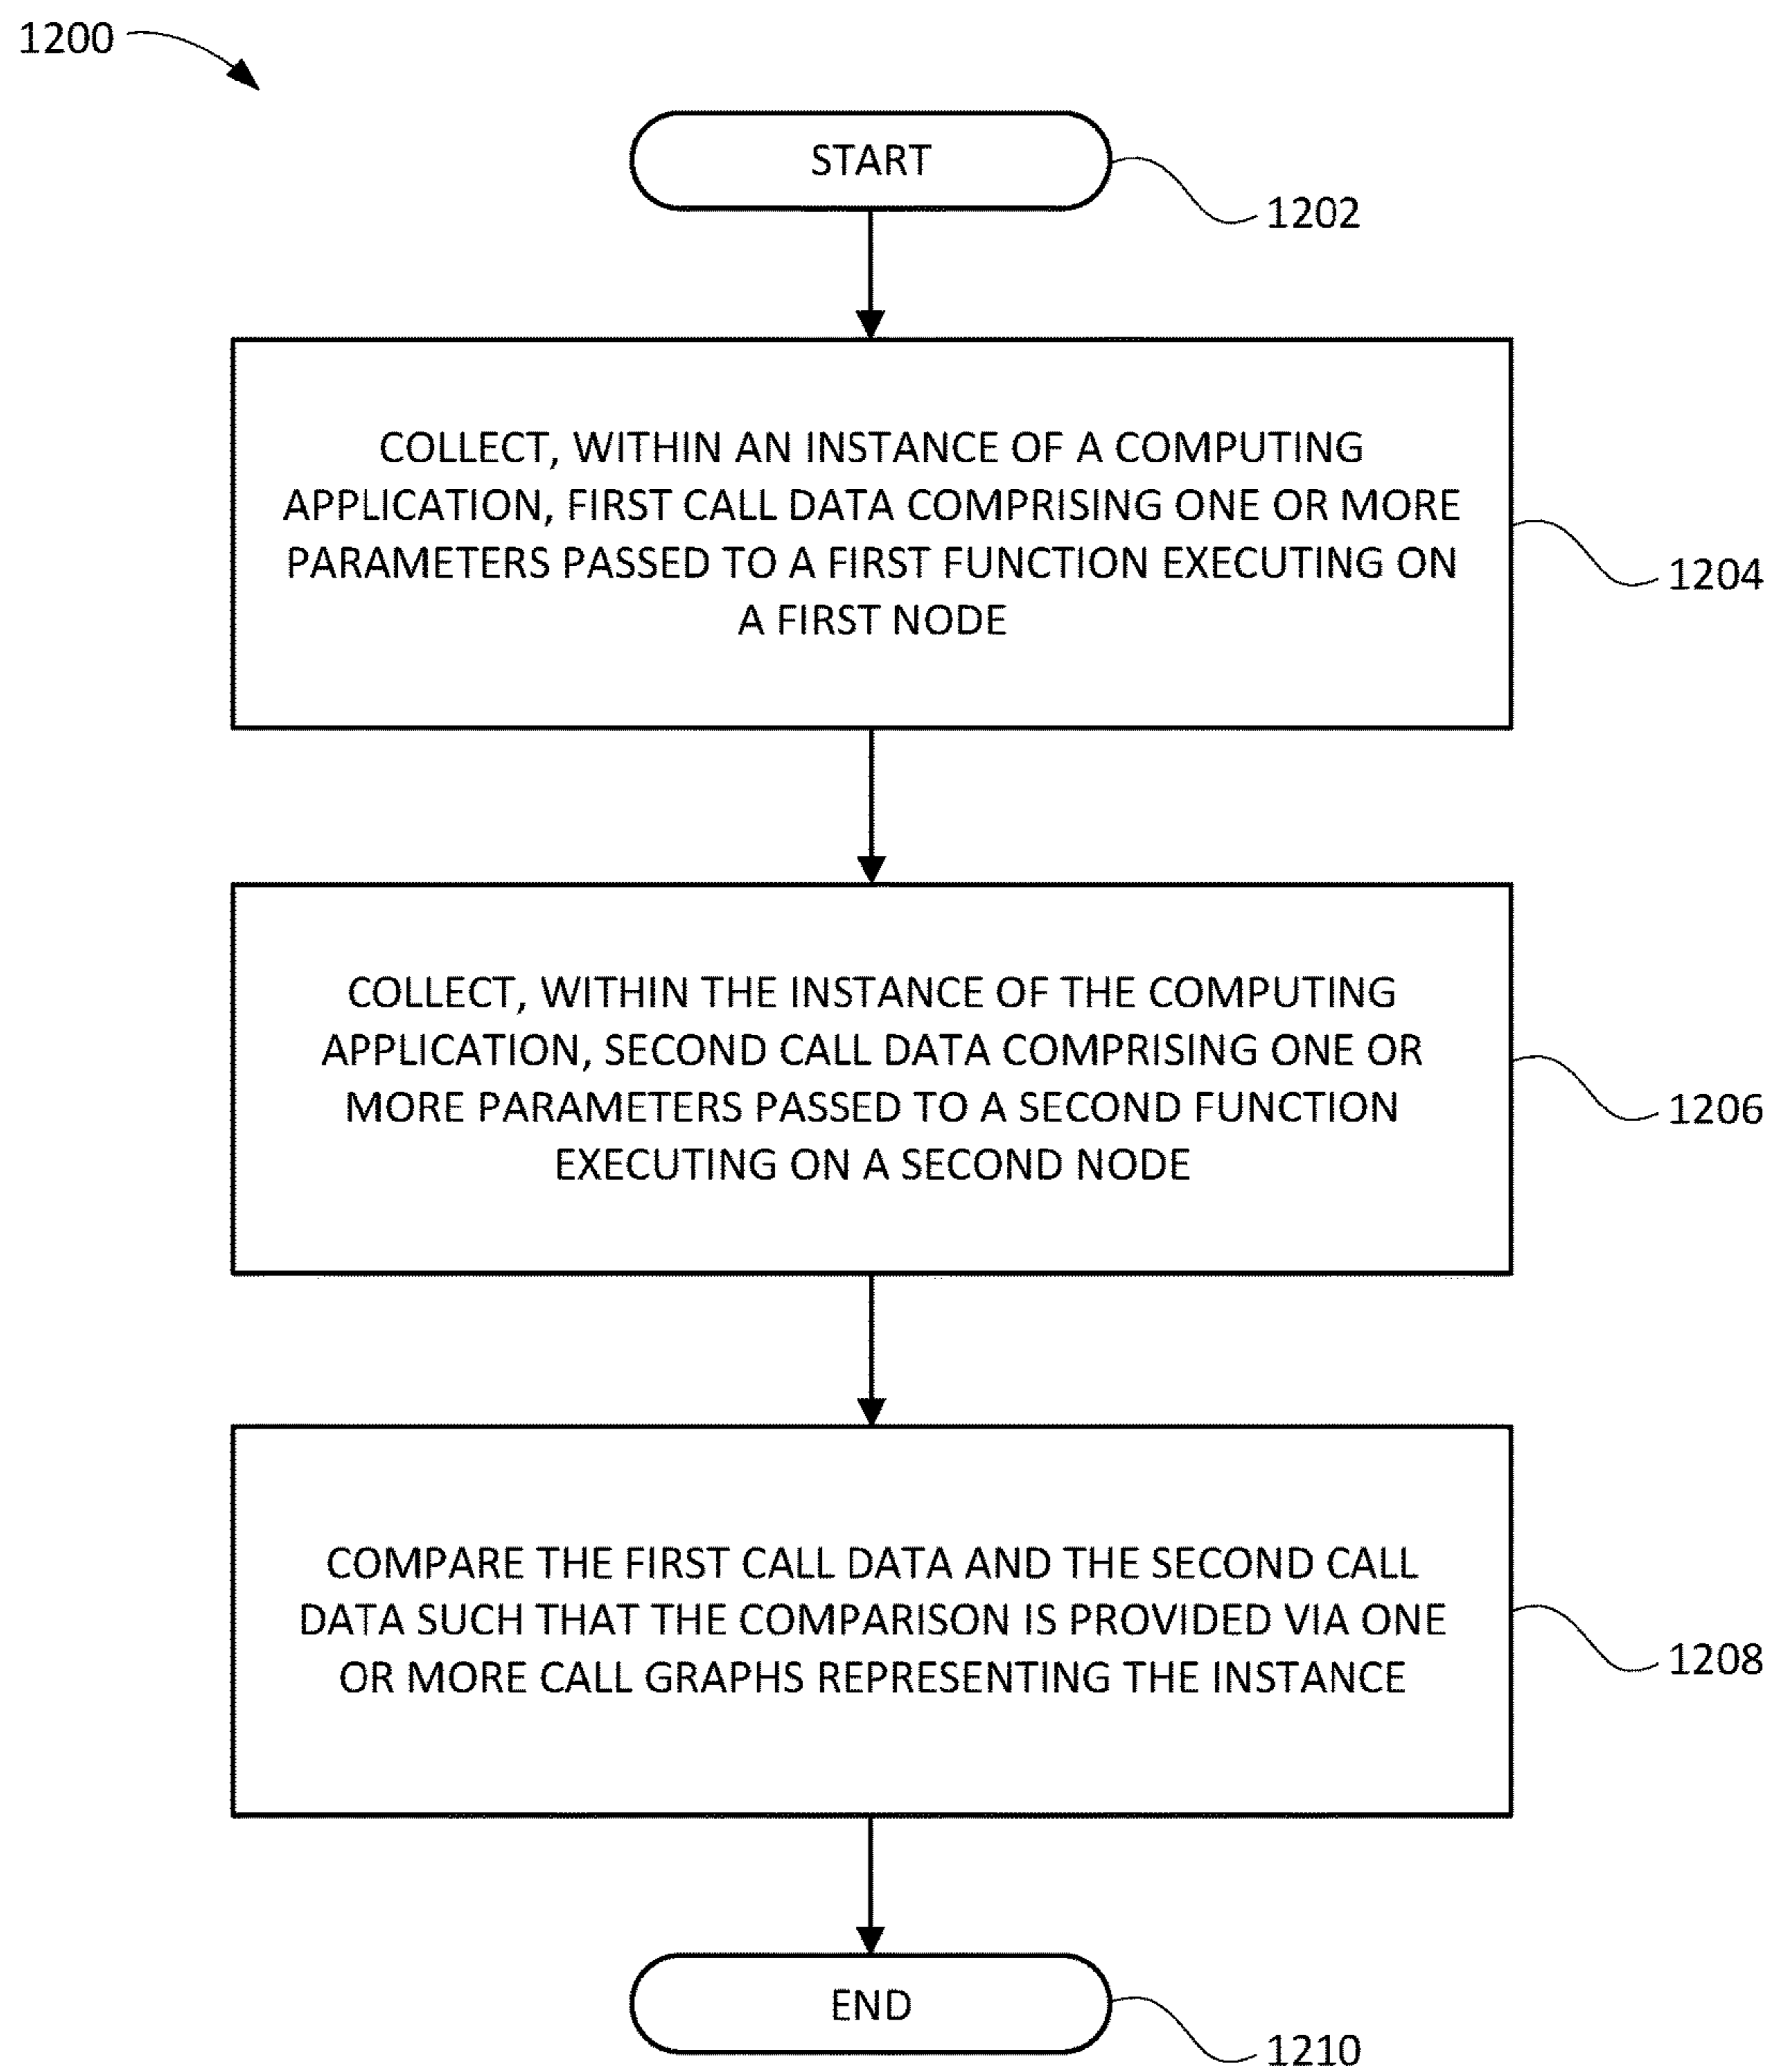 1200
START
1202
COLLECT, WITHIN AN INSTANCE OF A COMPUTING
APPLICATION, FIRST CALL DATA COMPRISING ONE OR MORE
PARAMETERS PASSED TO A FIRST FUNCTION EXECUTING ON
A FIRST NODE
1204
COLLECT, WITHIN THE INSTANCE OF THE COMPUTING
APPLICATION, SECOND CALL DATA COMPRISING ONE OR
MORE PARAMETERS PASSED TO A SECOND FUNCTION
EXECUTING ON A SECOND NODE
1206
COMPARE THE FIRST CALL DATA AND THE SECOND CALL
DATA SUCH THAT THE COMPARISON IS PROVIDED VIA ONE
OR MORE CALL GRAPHS REPRESENTING THE INSTANCE
1208
END
1210